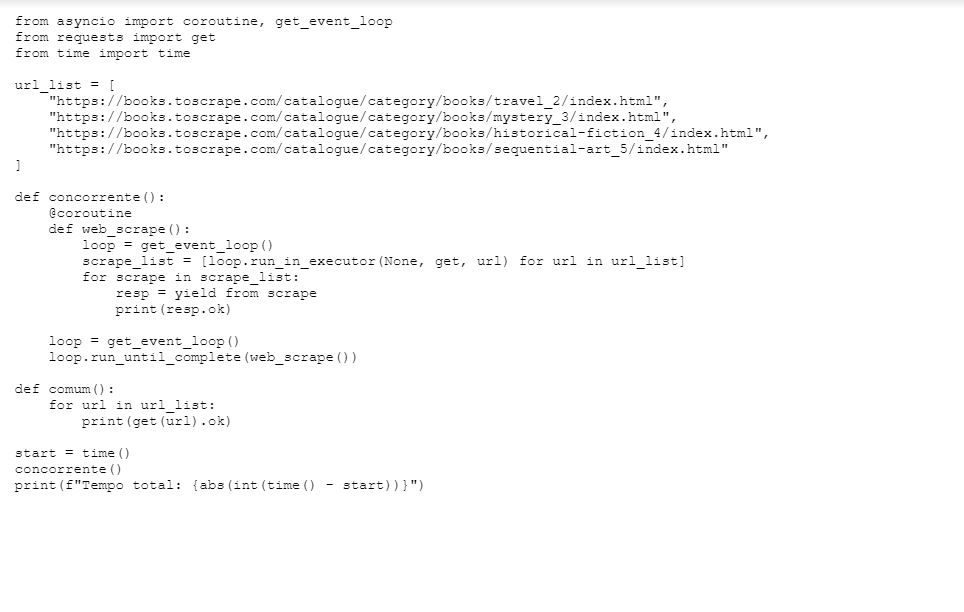 from asyncio import coroutine, get_event_loop
from requests import get
from time import time

url_list = [
    "https://books.toscrape.com/catalogue/category/books/travel_2/index.html",
    "https://books.toscrape.com/catalogue/category/books/mystery_3/index.html",
    "https://books.toscrape.com/catalogue/category/books/historical-fiction_4/index.html",
    "https://books.toscrape.com/catalogue/category/books/sequential-art_5/index.html"
]

def concorrente():
    @coroutine
    def web_scrape():
        loop = get_event_loop()
        scrape_list = [loop.run_in_executor(None, get, url) for url in url_list]
        for scrape in scrape_list:
            resp = yield from scrape
            print(resp.ok)

    loop = get_event_loop()
    loop.run_until_complete(web_scrape())

def comum():
    for url in url_list:
        print(get(url).ok)

start = time()
concorrente()
print(f"Tempo total: {abs(int(time() - start))}")